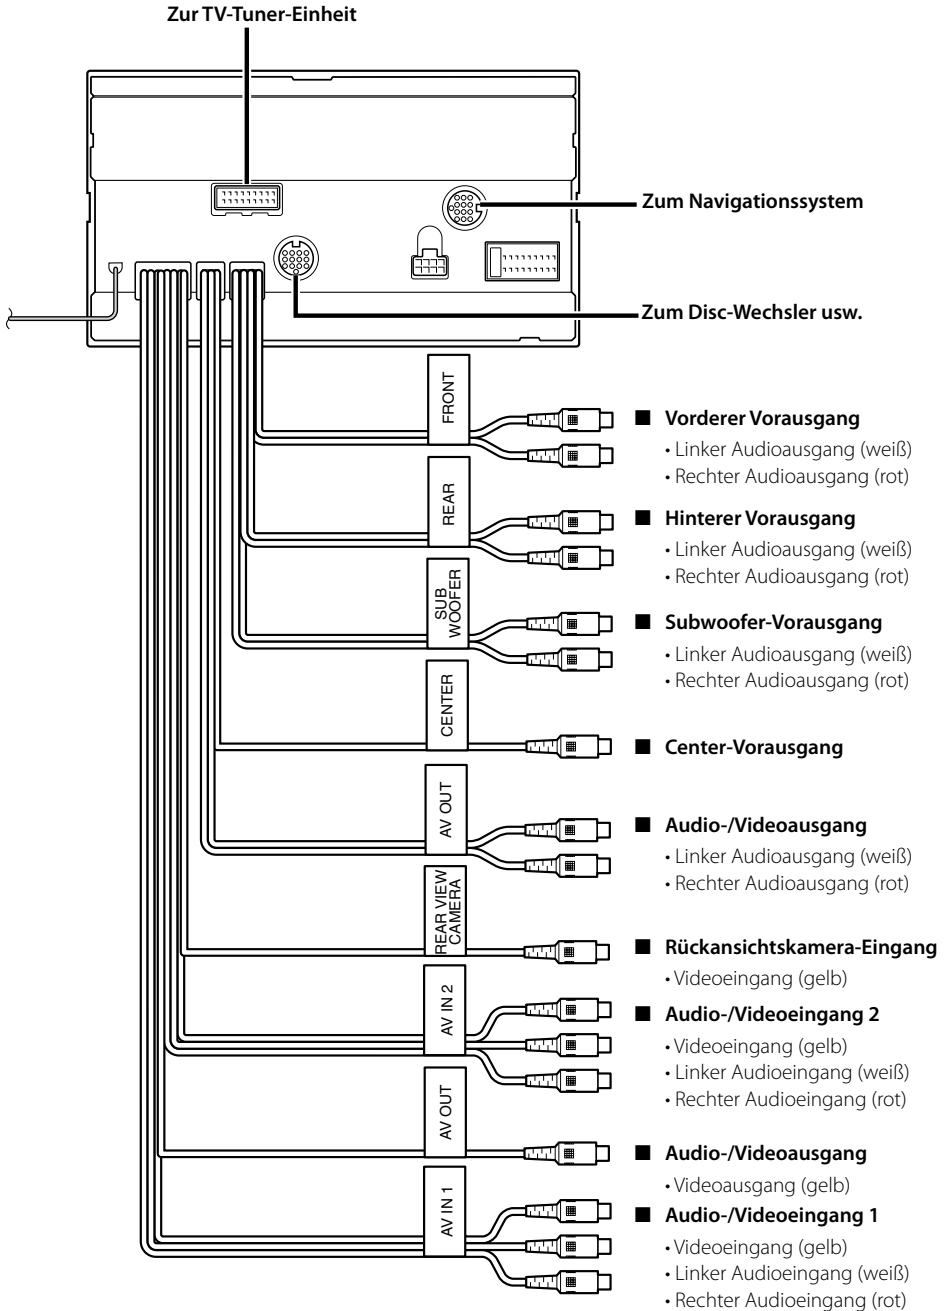 Zur TV-Tuner-Einheit
Zum Navigationssystem
Zum Disc-Wechsler usw.
FRONT
■ Vorderer Vorausgang
• Linker Audioausgang (weiß)
• Rechter Audioausgang (rot)
REAR
■ Hinterer Vorausgang
• Linker Audioausgang (weiß)
• Rechter Audioausgang (rot)
SUB
WOOFER
■ Subwoofer-Vorausgang
• Linker Audioausgang (weiß)
• Rechter Audioausgang (rot)
CENTER
■ Center-Vorausgang
AV OUT
■ Audio-/Videoausgang
• Linker Audioausgang (weiß)
• Rechter Audioausgang (rot)
REAR VIEW
CAMERA
■ Rückansichtskamera-Eingang
• Videoeingang (gelb)
AV IN 2
■ Audio-/Videoeingang 2
• Videoeingang (gelb)
• Linker Audioeingang (weiß)
• Rechter Audioeingang (rot)
AV OUT
■ Audio-/Videoausgang
• Videoausgang (gelb)
AV IN 1
■ Audio-/Videoeingang 1
• Videoeingang (gelb)
• Linker Audioeingang (weiß)
• Rechter Audioeingang (rot)